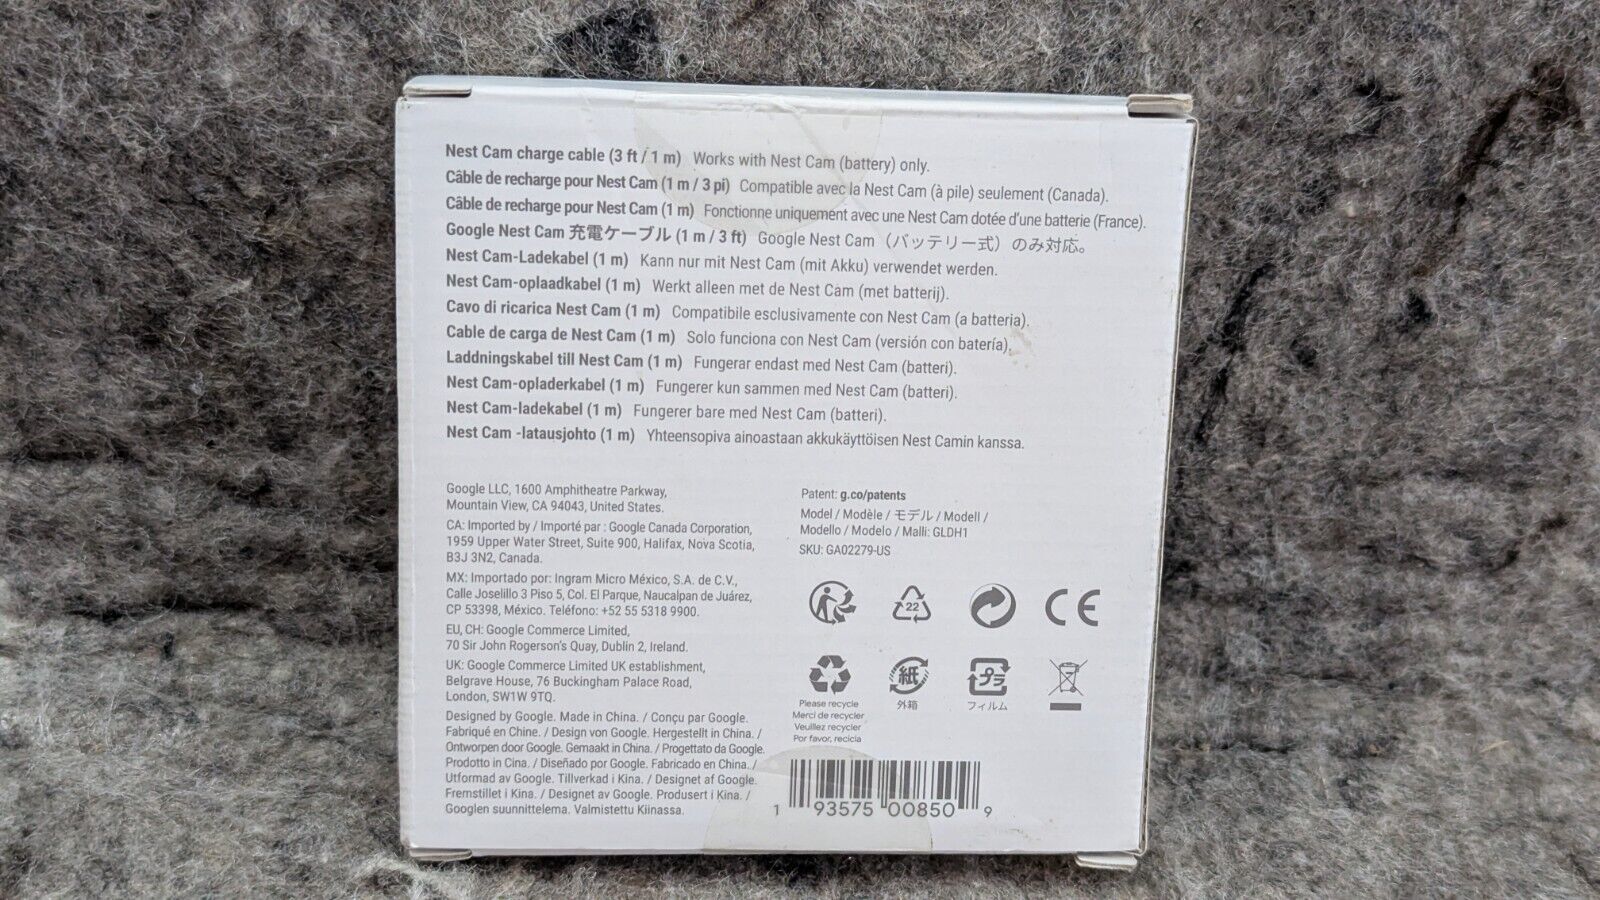 Nest Cam charge cable (3 ft / 1 m) Works with Nest Cam (battery) only.
Câble de recharge pour Nest Cam (1 m / 3 pi) Compatible avec la Nest Cam (à pile) seulement (Canada).
Câble de recharge pour Nest Cam (1 m) Fonctionne uniquement avec une Nest Cam dotée d'une batterie (France).
Google Nest Cam 充電ケーブル (1 m / 3 ft) Google Nest Cam（バッテリー式）のみ対応。
Nest Cam-Ladekabel (1 m) Kann nur mit Nest Cam (mit Akku) verwendet werden.
Nest Cam-oplaadkabel (1 m) Werkt alleen met de Nest Cam (met batterij).
Cavo di ricarica Nest Cam (1 m) Compatibile esclusivamente con Nest Cam (a batteria).
Cable de carga de Nest Cam (1 m) Solo funciona con Nest Cam (versión con batería).
Laddningskabel till Nest Cam (1 m) Fungerar endast med Nest Cam (batteri).
Nest Cam-opladerkabel (1 m) Fungerer kun sammen med Nest Cam (batteri).
Nest Cam-ladekabel (1 m) Fungerer bare med Nest Cam (batteri).
Nest Cam -latausjohto (1 m) Yhteensopiva ainoastaan akkukäyttöisen Nest Camin kanssa.
Google LLC, 1600 Amphitheatre Parkway,
Mountain View, CA 94043, United States.
CA: Imported by / Importé par : Google Canada Corporation,
1959 Upper Water Street, Suite 900, Halifax, Nova Scotia,
B3J 3N2, Canada.
MX: Importado por: Ingram Micro México, S.A. de C.V.,
Calle Joselillo 3 Piso 5, Col. El Parque, Naucalpan de Juárez,
CP 53398, México. Teléfono: +52 55 5318 9900.
EU, CH: Google Commerce Limited,
70 Sir John Rogerson's Quay, Dublin 2, Ireland.
UK: Google Commerce Limited UK establishment,
Belgrave House, 76 Buckingham Palace Road,
London, SW1W 9TQ.
Designed by Google. Made in China. / Conçu par Google.
Fabriqué en Chine. / Design von Google. Hergestellt in China. /
Ontworpen door Google. Gemaakt in China. / Progettato da Google.
Prodotto in Cina. / Diseñado por Google. Fabricado en China. /
Utformad av Google. Tillverkad i Kina. / Designet af Google.
Fremstillet i Kina. / Designet av Google. Produsert i Kina. /
Googlen suunnittelema. Valmistettu Kiinassa.
Patent: g.co/patents
Model / Modèle / モデル / Modell /
Modello / Modelo / Malli: GLDH1
SKU: GA02279-US
22
CE
紙
プラ
外箱
フィルム
Please recycle
Merci de recycler
Veuillez recycler
Por favor, recicla
1 93575 00850 9